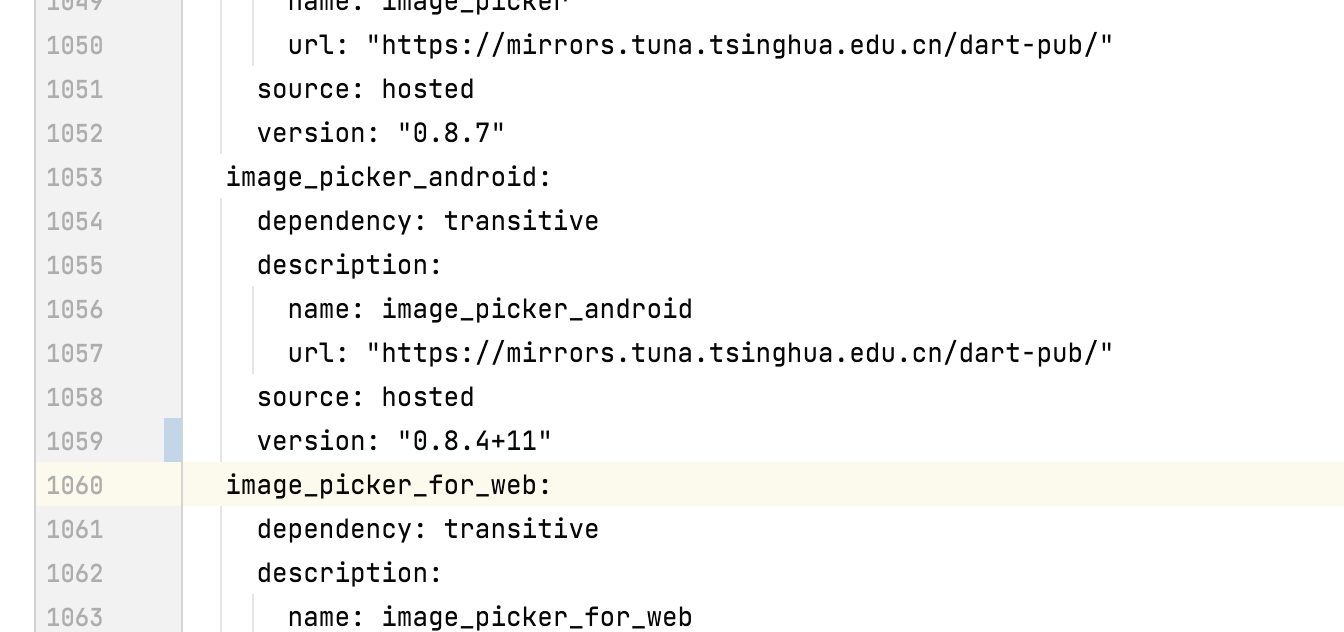 1049 name: image_picker
1050 url: "https://mirrors.tuna.tsinghua.edu.cn/dart-pub/"
1051 source: hosted
1052 version: "0.8.7"
1053 image_picker_android:
1054 dependency: transitive
1055 description:
1056 name: image_picker_android
1057 url: "https://mirrors.tuna.tsinghua.edu.cn/dart-pub/"
1058 source: hosted
1059 version: "0.8.4+11"
1060 image_picker_for_web:
1061 dependency: transitive
1062 description:
1063 name: image_picker_for_web